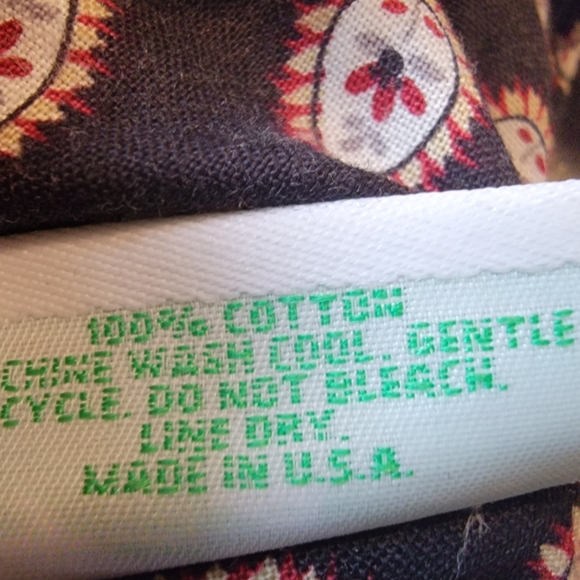 100% COTTON
CHINE WASH COOL. GENTLE
CYCLE. DO NOT BLEACH.
LINE DRY.
MADE IN U.S.A.